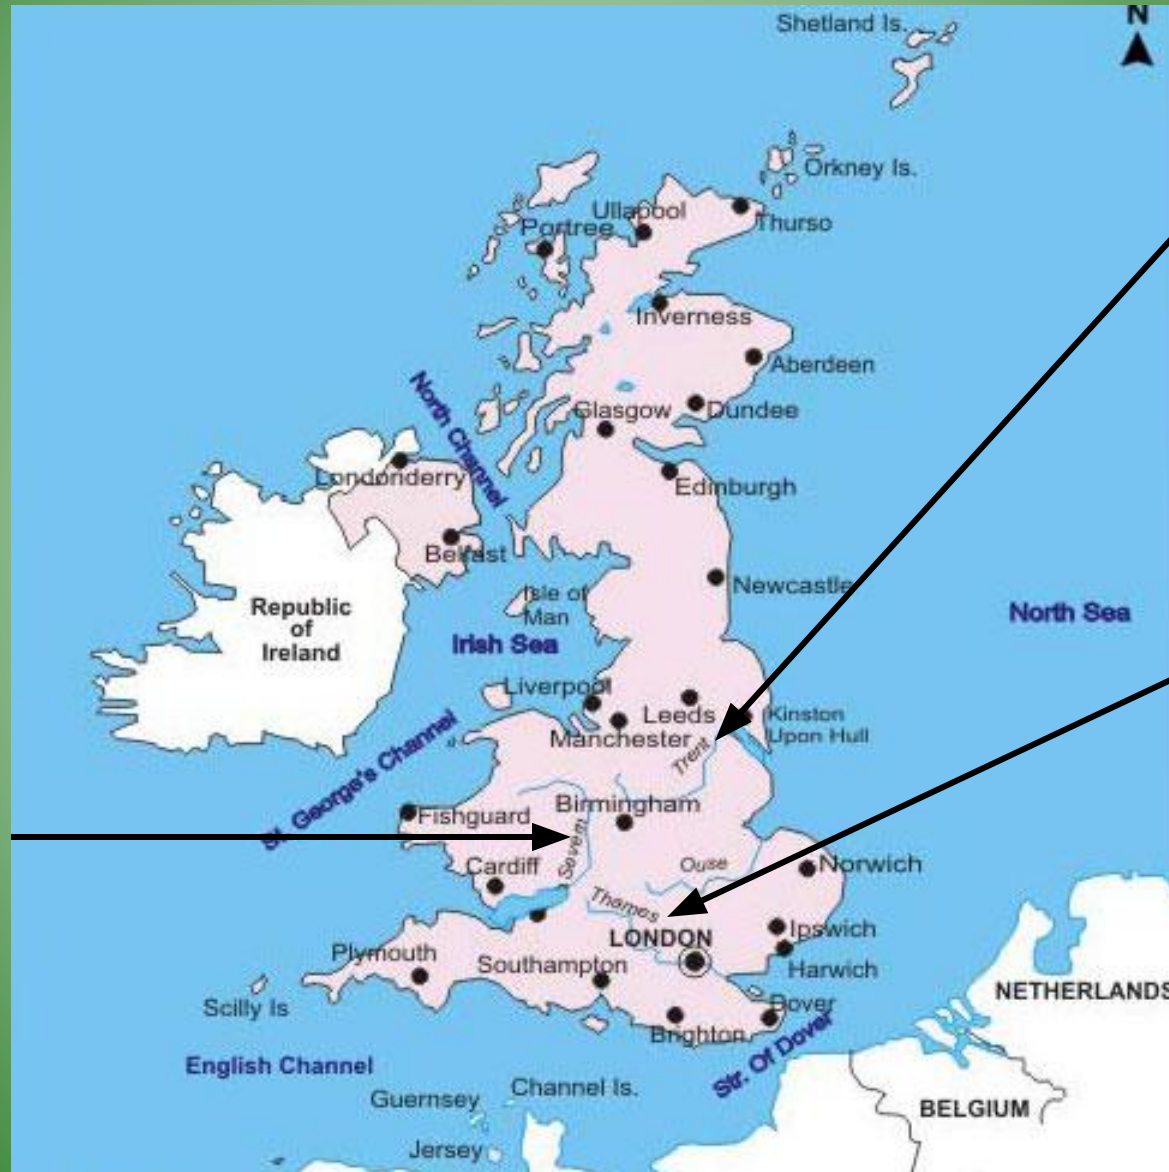 N
Shetland Is.
Orkney Is.
Ullapool
Portree
Thurso
Inverness
Aberdeen
North Channel
Glasgow
Dundee
Londonderry
Edinburgh
Belfast
Newcastle
Isle of
Man
Republic
of
Ireland
North Sea
Irish Sea
Liverpool
Leeds
Kinston
Upon Hull
Manchester
Trent
St. George's Channel
Birmingham
Fishguard
Severn
Cardiff
Ouse
Norwich
Thames
Ipswich
LONDON
Plymouth
Southampton
Harwich
Scilly Is
NETHERLANDS
Dover
Brighton
Str. Of Dover
English Channel
Channel Is.
Guernsey
BELGIUM
Jersey